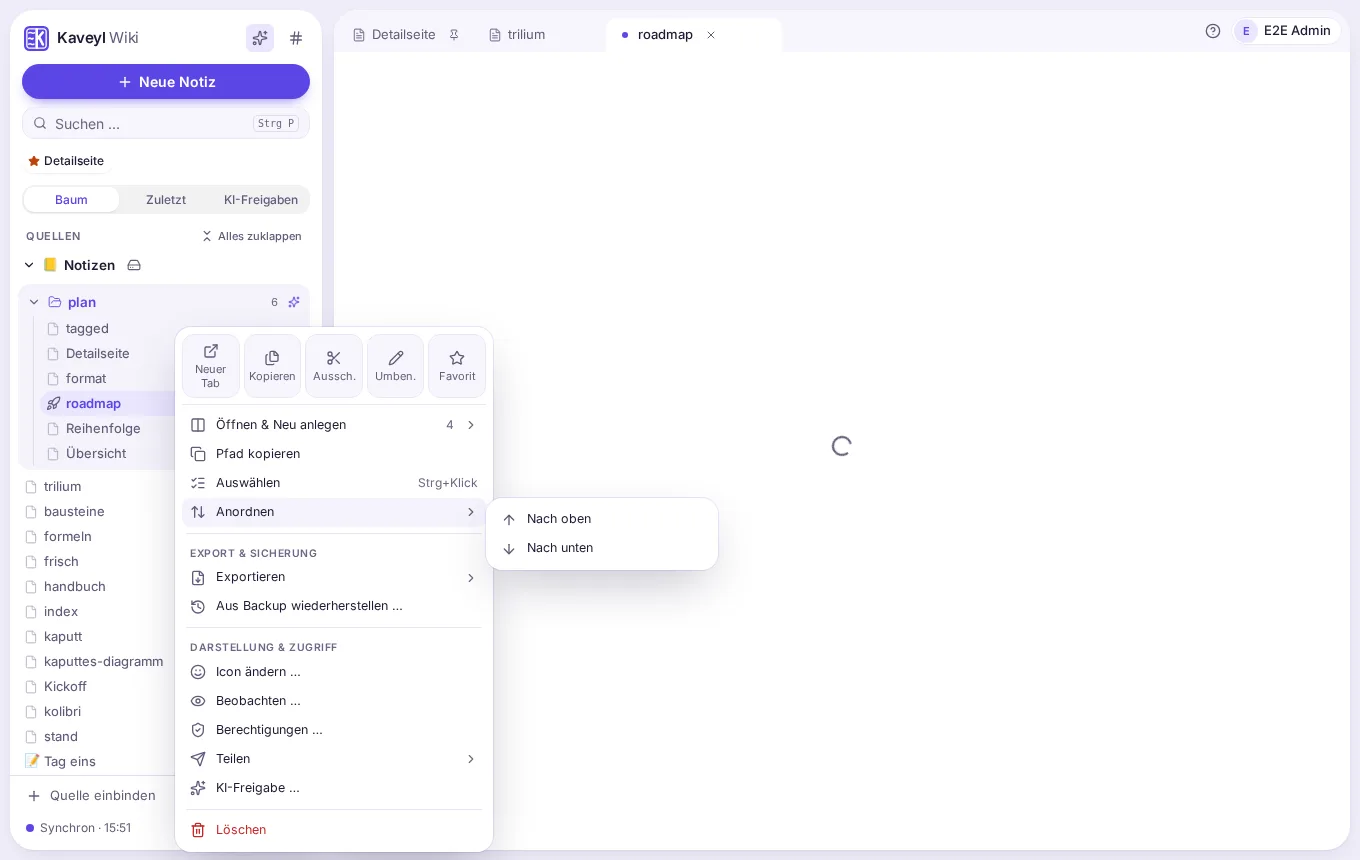 Kaveyl Wiki
Neue Notiz
Suchen ...
Strg P
Detailseite
Baum
Zuletzt
KI-Freigaben
QUELLEN
Alles zuklappen
Notizen
plan
6
tagged
Detailseite
format
roadmap
Reihenfolge
Übersicht
trilium
bausteine
formeln
frisch
handbuch
index
kaputt
kaputtes-diagramm
Kickoff
kolibri
stand
Tag eins
Quelle einbinden
Synchron · 15:51
Detailseite
trilium
roadmap
E
E2E Admin
Neuer
Tab
Kopieren
Aussch.
Umben.
Favorit
Öffnen & Neu anlegen
4
Pfad kopieren
Auswählen
Strg+Klick
Anordnen
Nach oben
Nach unten
EXPORT & SICHERUNG
Exportieren
Aus Backup wiederherstellen ...
DARSTELLUNG & ZUGRIFF
Icon ändern ...
Beobachten ...
Berechtigungen ...
Teilen
KI-Freigabe ...
Löschen